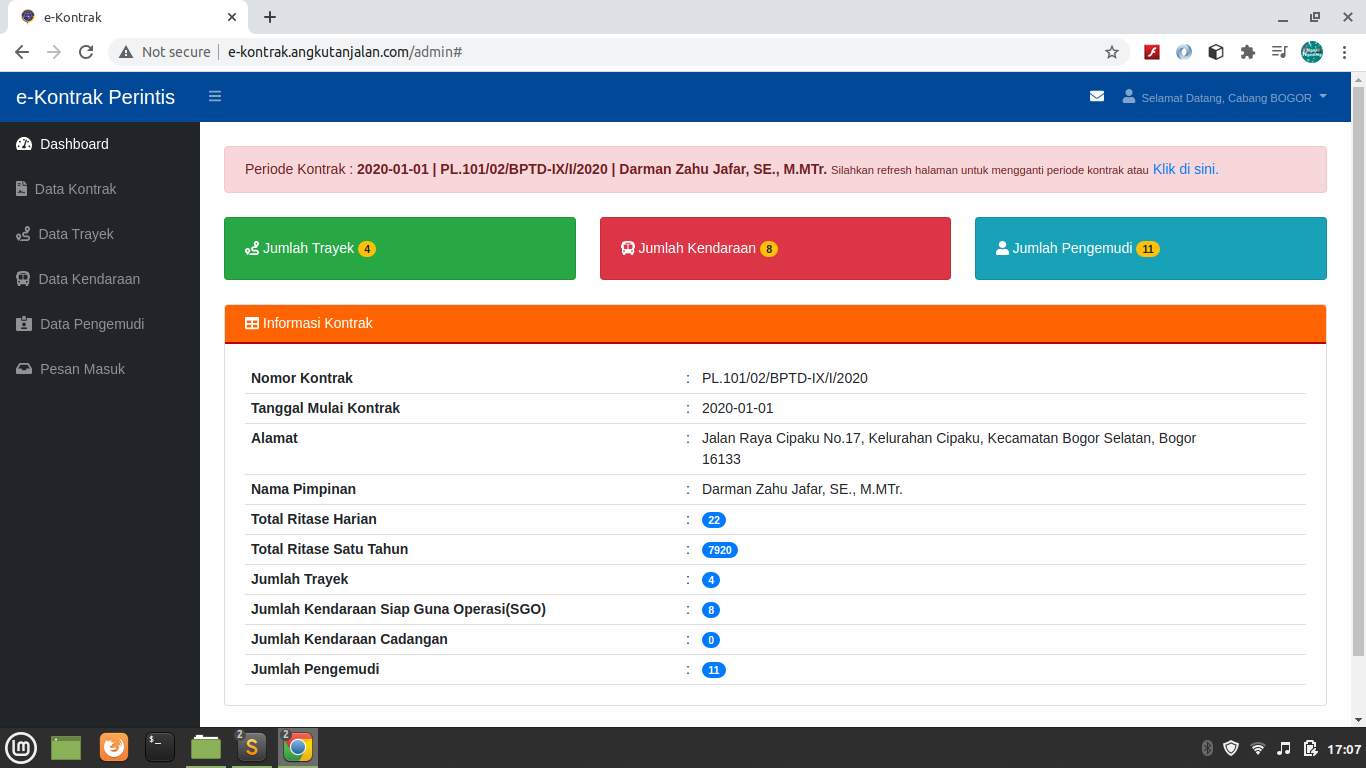 e-Kontrak
Not secure
e-kontrak.angkutanjalan.com/admin#
e-Kontrak Perintis
Selamat Datang, Cabang BOGOR
Dashboard
Data Kontrak
Data Trayek
Data Kendaraan
Data Pengemudi
Pesan Masuk
Periode Kontrak : 2020-01-01 | PL.101/02/BPTD-IX/I/2020 | Darman Zahu Jafar, SE., M.MTr. Silahkan refresh halaman untuk mengganti periode kontrak atau Klik di sini.
Jumlah Trayek 4
Jumlah Kendaraan 8
Jumlah Pengemudi 11
Informasi Kontrak
Nomor Kontrak : PL.101/02/BPTD-IX/I/2020
Tanggal Mulai Kontrak : 2020-01-01
Alamat : Jalan Raya Cipaku No.17, Kelurahan Cipaku, Kecamatan Bogor Selatan, Bogor
16133
Nama Pimpinan : Darman Zahu Jafar, SE., M.MTr.
Total Ritase Harian : 22
Total Ritase Satu Tahun : 7920
Jumlah Trayek : 4
Jumlah Kendaraan Siap Guna Operasi(SGO) : 8
Jumlah Kendaraan Cadangan : 0
Jumlah Pengemudi : 11
2
2
17:07